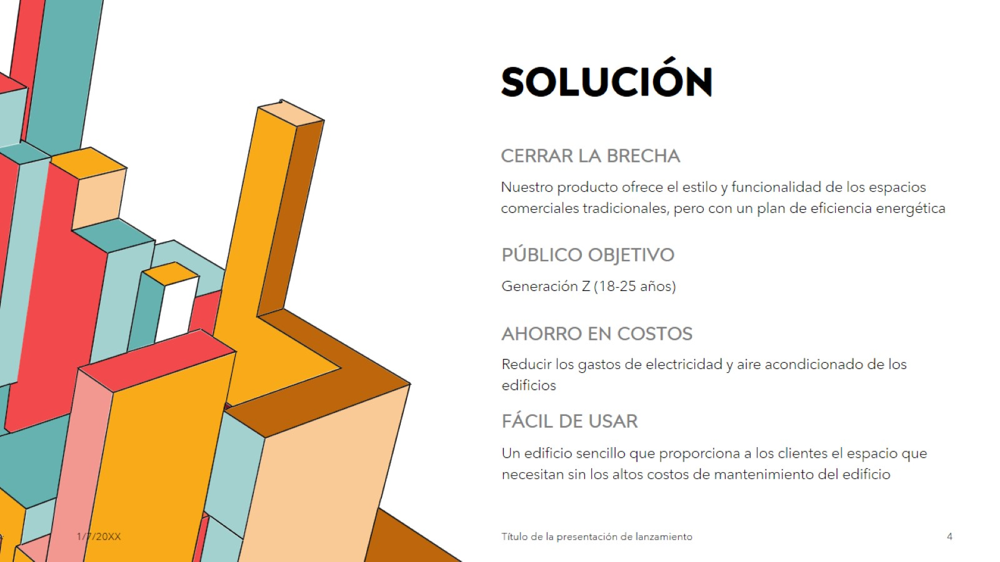 SOLUCIÓN
CERRAR LA BRECHA
Nuestro producto ofrece el estilo y funcionalidad de los espacios
comerciales tradicionales, pero con un plan de eficiencia energética
PÚBLICO OBJETIVO
Generación Z (18-25 años)
AHORRO EN COSTOS
Reducir los gastos de electricidad y aire acondicionado de los
edificios
FÁCIL DE USAR
Un edificio sencillo que proporciona a los clientes el espacio que
necesitan sin los altos costos de mantenimiento del edificio
1/7/20XX
Título de la presentación de lanzamiento
4